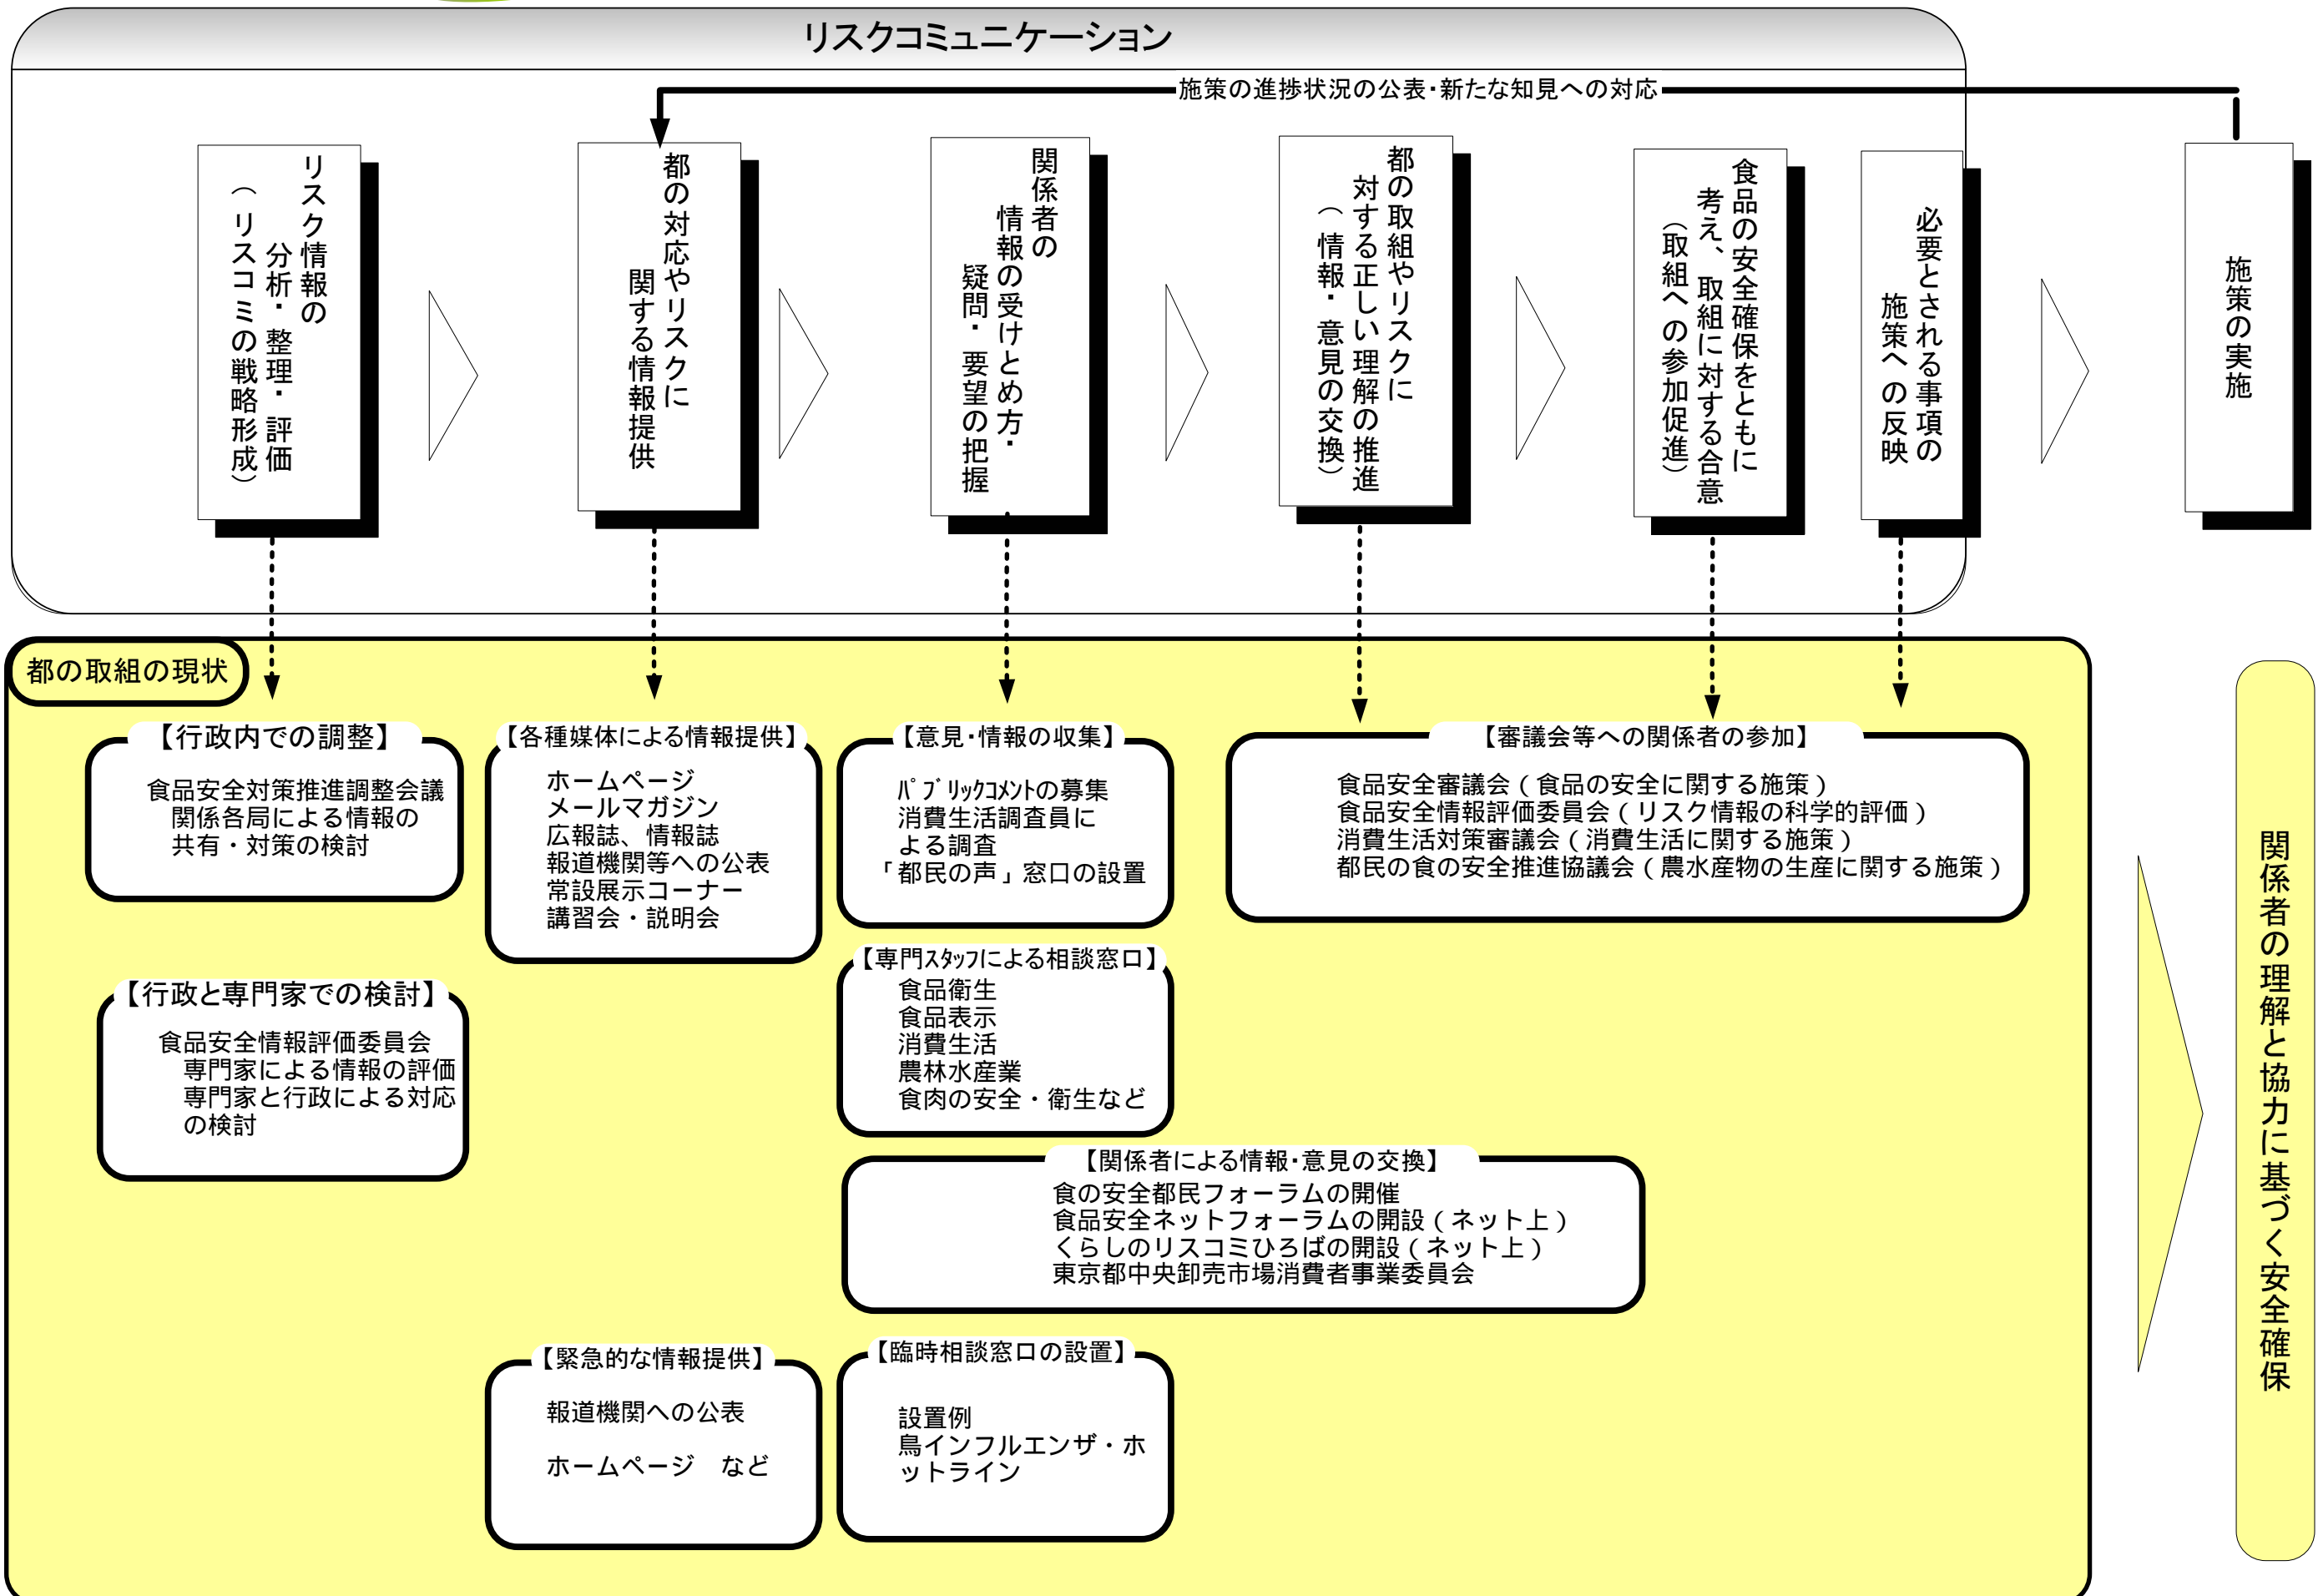 リスクコミュニケーション
施策の進捗状況の公表・新たな知見への対応
リスク情報の
分析・整理・評価
（リスコミの戦略形成）
都の対応やリスクに
関する情報提供
関係者の
情報の受けとめ方・
疑問・要望の把握
都の取組やリスクに
対する正しい理解の推進
（情報・意見の交換）
食品の安全確保をともに
考え、取組に対する合意
（取組への参加促進）
必要とされる事項の
施策への反映
施策の実施
都の取組の現状
【行政内での調整】
食品安全対策推進調整会議
関係各局による情報の
共有・対策の検討
【行政と専門家での検討】
食品安全情報評価委員会
専門家による情報の評価
専門家と行政による対応
の検討
【各種媒体による情報提供】
ホームページ
メールマガジン
広報誌、情報誌
報道機関等への公表
常設展示コーナー
講習会・説明会
【意見・情報の収集】
ﾊﾟﾌﾞﾘｯｸｺﾒﾝﾄの募集
消費生活調査員に
よる調査
「都民の声」窓口の設置
【専門ｽﾀｯﾌによる相談窓口】
食品衛生
食品表示
消費生活
農林水産業
食肉の安全・衛生など
【審議会等への関係者の参加】
食品安全審議会（食品の安全に関する施策）
食品安全情報評価委員会（リスク情報の科学的評価）
消費生活対策審議会（消費生活に関する施策）
都民の食の安全推進協議会（農水産物の生産に関する施策）
【関係者による情報・意見の交換】
食の安全都民フォーラムの開催
食品安全ネットフォーラムの開設（ネット上）
くらしのリスコミひろばの開設（ネット上）
東京都中央卸売市場消費者事業委員会
【緊急的な情報提供】
報道機関への公表
ホームページ　など
【臨時相談窓口の設置】
設置例
鳥インフルエンザ・ホ
ットライン
関係者の理解と協力に基づく安全確保